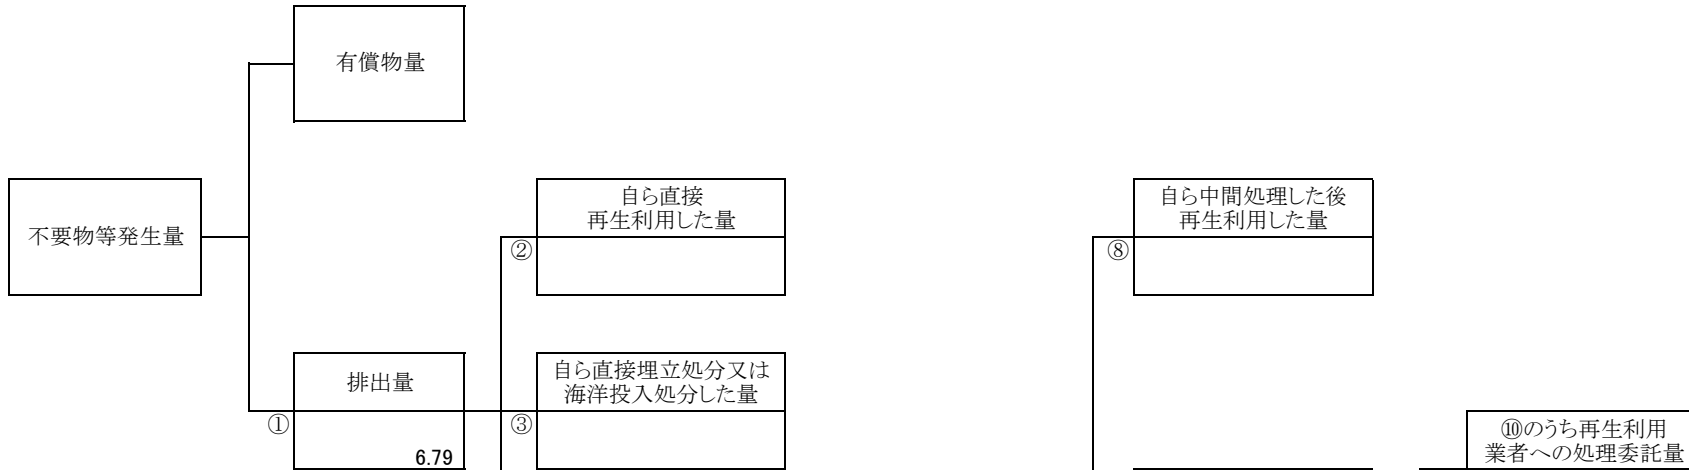 有償物量
不要物等発生量
自ら直接
再生利用した量
②
自ら中間処理した後
再生利用した量
⑧
排出量
①
6.79
自ら直接埋立処分又は
海洋投入処分した量
③
⑩のうち再生利用
業者への処理委託量